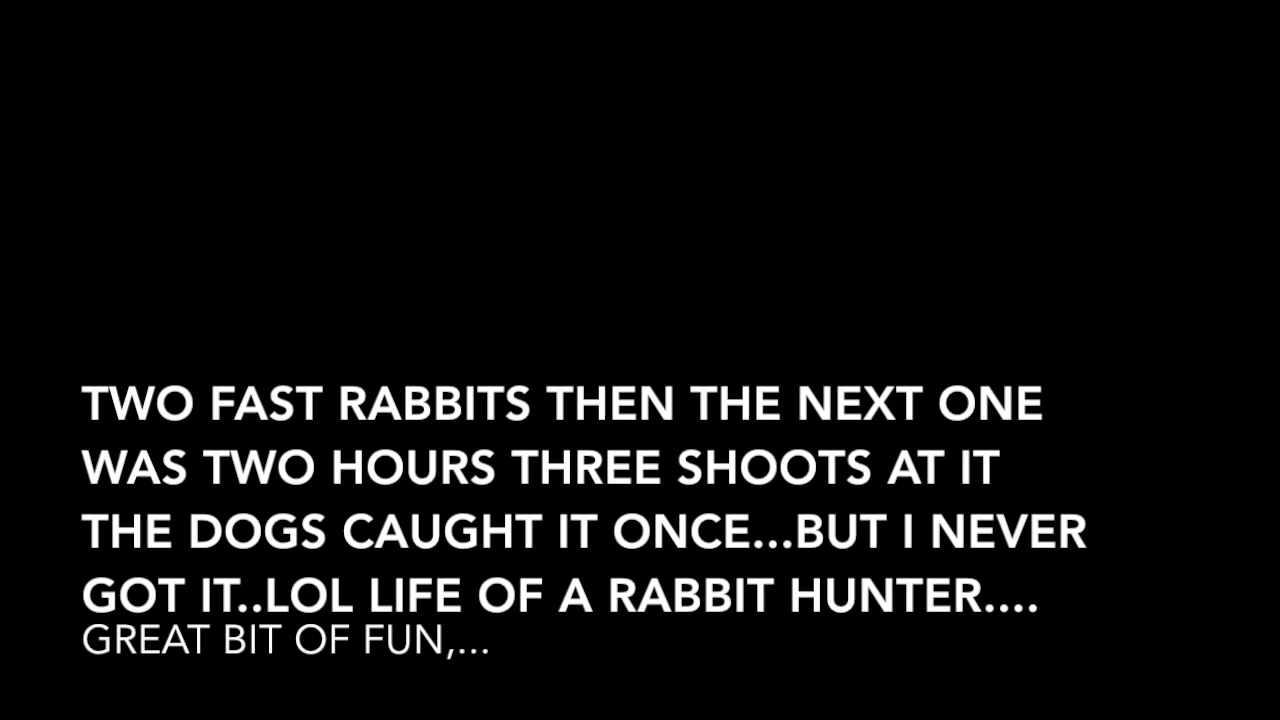 TWO FAST RABBITS THEN THE NEXT ONE
WAS TWO HOURS THREE SHOOTS AT IT
THE DOGS CAUGHT IT ONCE...BUT I NEVER
GOT IT..LOL LIFE OF A RABBIT HUNTER....
GREAT BIT OF FUN,...